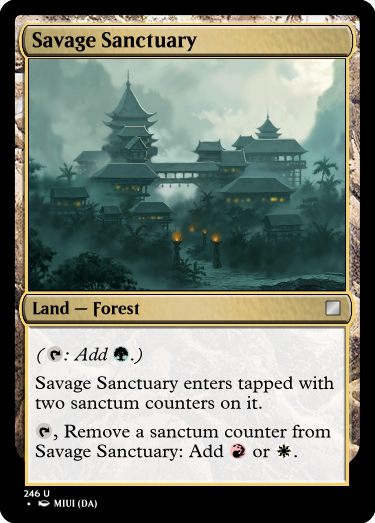 Savage Sanctuary
Land — Forest
( : Add .)
Savage Sanctuary enters tapped with
two sanctum counters on it.
, Remove a sanctum counter from
Savage Sanctuary: Add or .
246 U
• MIUI (DA)